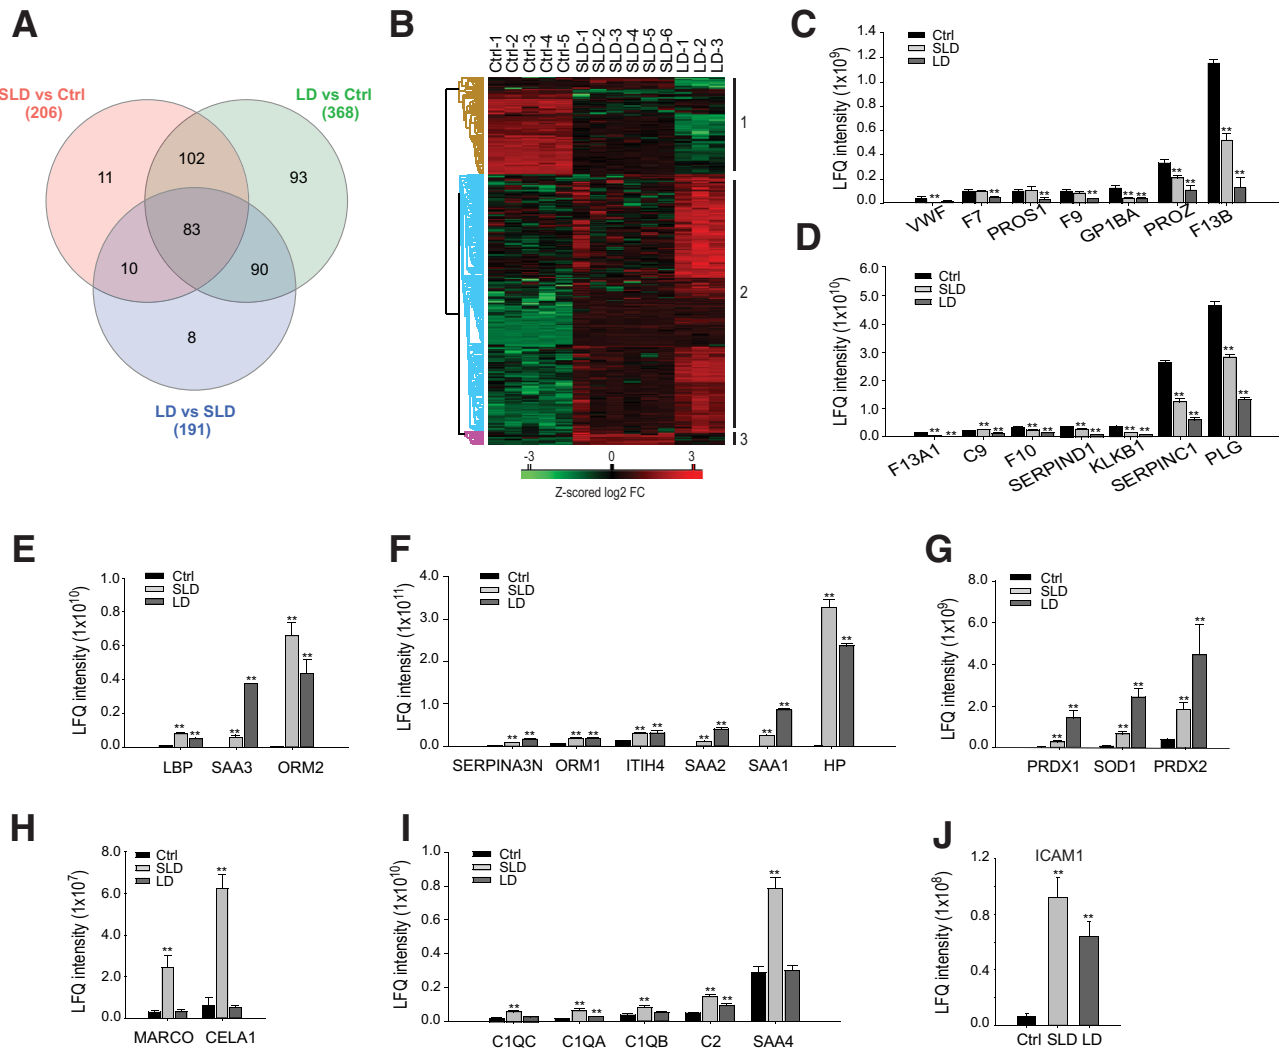 A
SLD vs Ctrl
(206)
LD vs Ctrl
(368)
11
102
93
83
10
90
8
LD vs SLD
(191)
B
Ctrl-1
Ctrl-2
Ctrl-3
Ctrl-4
Ctrl-5
SLD-1
SLD-2
SLD-3
SLD-4
SLD-5
SLD-6
LD-1
LD-2
LD-3
1
2
3
-3 0 3
Z-scored log2 FC
C
LFQ intensity (1x10⁹)
1.4
1.2
1.0
0.8
0.6
0.4
0.2
0.0
Ctrl
SLD
LD
** ** ** ** ** ** ** ** ** **
VWF F7 PROS1 F9 GP1BA PROZ F13B
D
LFQ intensity (1x10¹⁰)
6.0
5.0
4.0
3.0
2.0
1.0
0.0
Ctrl
SLD
LD
** ** ** ** ** ** ** ** ** ** ** ** ** **
F13A1 C9 F10 SERPIND1 KLKB1 SERPINC1 PLG
E
LFQ intensity (1x10¹⁰)
1.0
0.8
0.6
0.4
0.2
0.0
Ctrl
SLD
LD
** ** ** ** ** **
LBP SAA3 ORM2
F
LFQ intensity (1x10¹¹)
4.0
3.0
2.0
1.0
0.0
Ctrl
SLD
LD
** ** ** ** ** ** ** ** ** ** ** **
SERPINA3N ORM1 ITIH4 SAA2 SAA1 HP
G
LFQ intensity (1x10⁹)
8.0
6.0
4.0
2.0
0.0
Ctrl
SLD
LD
** ** ** ** ** **
PRDX1 SOD1 PRDX2
H
LFQ intensity (1x10⁷)
8.0
6.0
4.0
2.0
0.0
Ctrl
SLD
LD
** **
MARCO CELA1
I
LFQ intensity (1x10¹⁰)
1.0
0.8
0.6
0.4
0.2
0.0
Ctrl
SLD
LD
** ** ** ** ** ** **
C1QC C1QA C1QB C2 SAA4
J
ICAM1
LFQ intensity (1x10⁸)
1.2
0.8
0.4
0.0
** **
Ctrl SLD LD